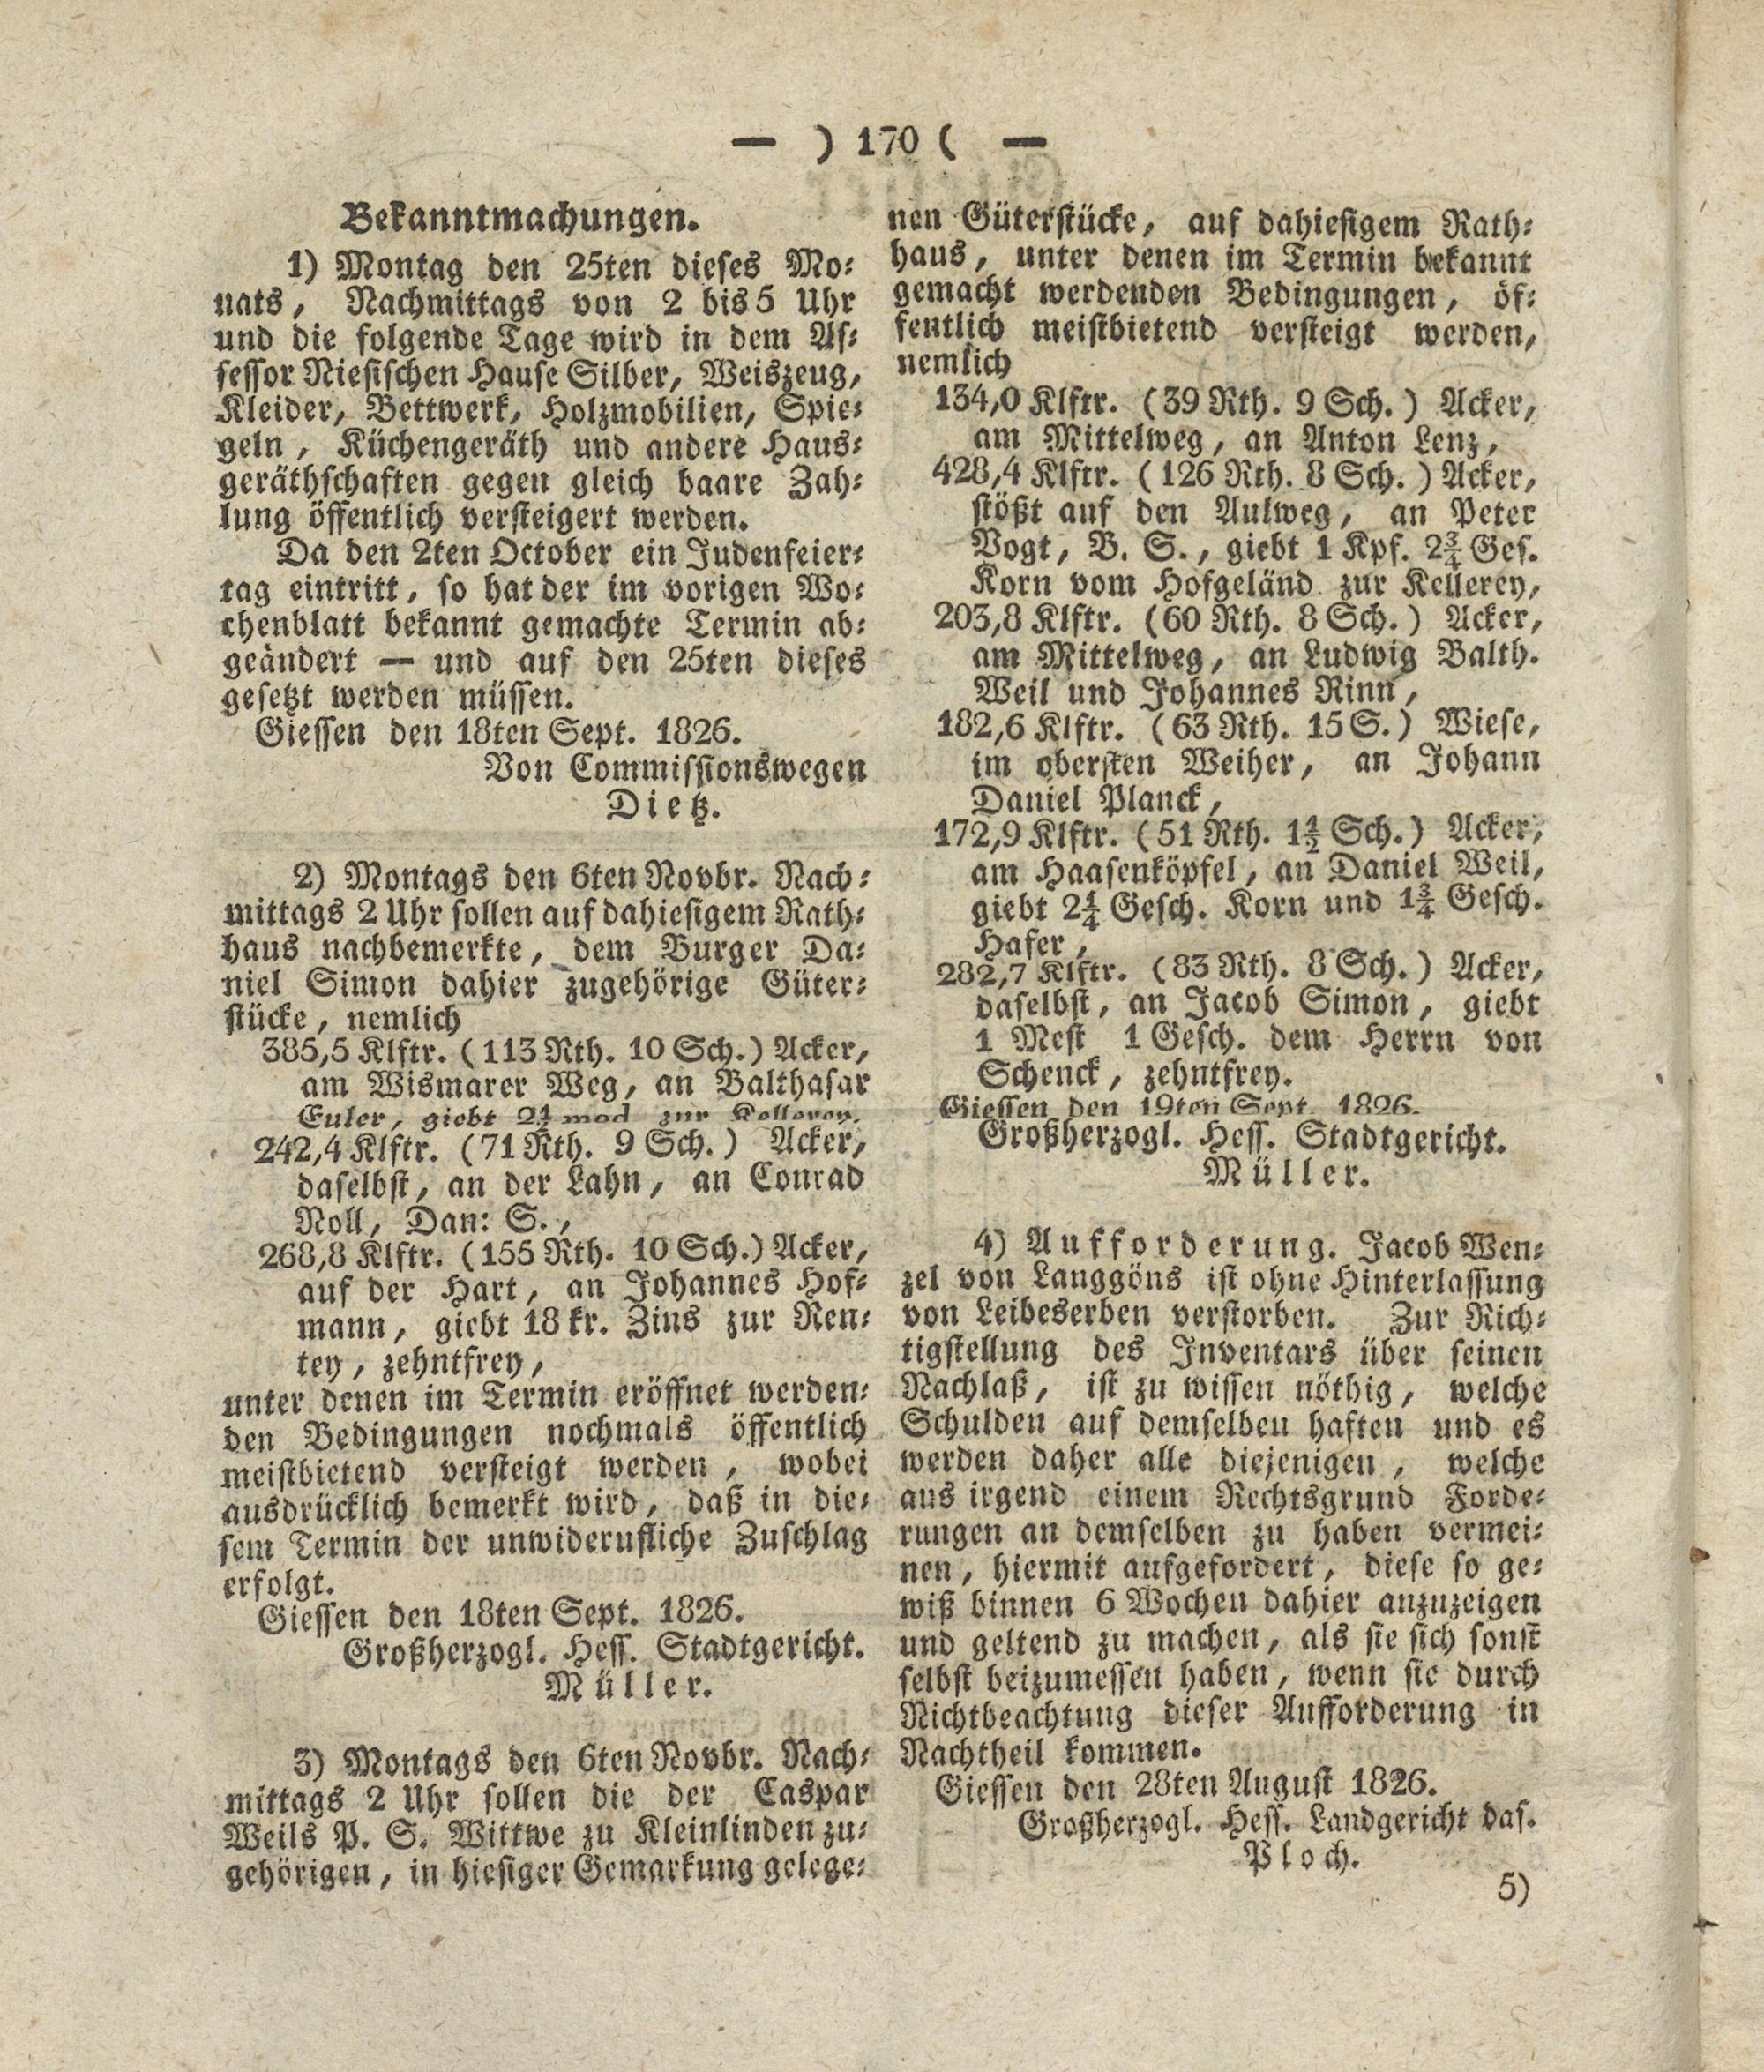 — ) 170 ( —
Bekanntmachungen.
1) Montag den 25ten dieses Mo⸗
nats, Nachmittags von 2 bis 5 Uhr
und die folgende Tage wird in dem As⸗
sessor Niesischen Hause Silber, Weiszeug,
Kleider, Bettwerk, Holzmobilien, Spie⸗
geln, Küchengeräth und andere Haus⸗
geräthschaften gegen gleich baare Zah⸗
lung öffentlich versteigert werden.
Da den 2ten October ein Judenfeier⸗
tag eintritt, so hat der im vorigen Wo⸗
chenblatt bekannt gemachte Termin ab⸗
geändert — und auf den 25ten dieses
gesetzt werden müssen.
Giessen den 18ten Sept. 1826.
Von Commissionswegen
Dietz.
2) Montags den 6ten Novbr. Nach⸗
mittags 2 Uhr sollen auf dahiesigem Rath⸗
haus nachbemerkte, dem Burger Da⸗
niel Simon dahier zugehörige Güter⸗
stücke, nemlich
385,5 Klftr. (113 Rth. 10 Sch.) Acker,
am Wismarer Weg, an Balthasar
Euler, giebt 2½ mod. zur Kellerey.
242,4 Klftr. (71 Rth. 9 Sch.) Acker,
daselbst, an der Lahn, an Conrad
Noll, Dan: S.,
268,8 Klftr. (155 Rth. 10 Sch.) Acker,
auf der Hart, an Johannes Hof⸗
mann, giebt 18 kr. Zins zur Ren⸗
tey, zehntfrey,
unter denen im Termin eröffnet werden⸗
den Bedingungen nochmals öffentlich
meistbietend versteigt werden, wobei
ausdrücklich bemerkt wird, daß in die⸗
sem Termin der unwiderufliche Zuschlag
erfolgt.
Giessen den 18ten Sept. 1826.
Großherzogl. Hess. Stadtgericht.
Müller.
3) Montags den 6ten Novbr. Nach⸗
mittags 2 Uhr sollen die der Caspar
Weils P. S. Wittwe zu Kleinlinden zu⸗
gehörigen, in hiesiger Gemarkung gelege⸗
nen Güterstücke, auf dahiesigem Rath⸗
haus, unter denen im Termin bekannt
gemacht werdenden Bedingungen, öf⸗
fentlich meistbietend versteigt werden,
nemlich
134,0 Klftr. (39 Rth. 9 Sch.) Acker,
am Mittelweg, an Anton Lenz,
428,4 Klftr. (126 Rth. 8 Sch.) Acker,
stößt auf den Aulweg, an Peter
Vogt, B. S., giebt 1 Kpf. 2¾ Ges.
Korn vom Hofgeländ zur Kellerey,
203,8 Klftr. (60 Rth. 8 Sch.) Acker,
am Mittelweg, an Ludwig Balth.
Weil und Johannes Rinn,
182,6 Klftr. (63 Rth. 15 S.) Wiese,
im obersten Weiher, an Johann
Daniel Planck,
172,9 Klftr. (51 Rth. 1½ Sch.) Acker,
am Haasenköpfel, an Daniel Weil,
giebt 2¼ Gesch. Korn und 1¾ Gesch.
Hafer,
282,7 Klftr. (83 Rth. 8 Sch.) Acker,
daselbst, an Jacob Simon, giebt
1 Mest 1 Gesch. dem Herrn von
Schenck, zehntfrey.
Giessen den 19ten Sept. 1826.
Großherzogl. Hess. Stadtgericht.
Müller.
4) Aufforderung. Jacob Wen⸗
zel von Langgöns ist ohne Hinterlassung
von Leibeserben verstorben. Zur Rich⸗
tigstellung des Inventars über seinen
Nachlaß, ist zu wissen nöthig, welche
Schulden auf demselben haften und es
werden daher alle diejenigen, welche
aus irgend einem Rechtsgrund Forde⸗
rungen an demselben zu haben vermei⸗
nen, hiermit aufgefordert, diese so ge⸗
wiß binnen 6 Wochen dahier anzuzeigen
und geltend zu machen, als sie sich sonst
selbst beizumessen haben, wenn sie durch
Nichtbeachtung dieser Aufforderung in
Nachtheil kommen.
Giessen den 28ten August 1826.
Großherzogl. Hess. Landgericht das.
Ploch.
5)